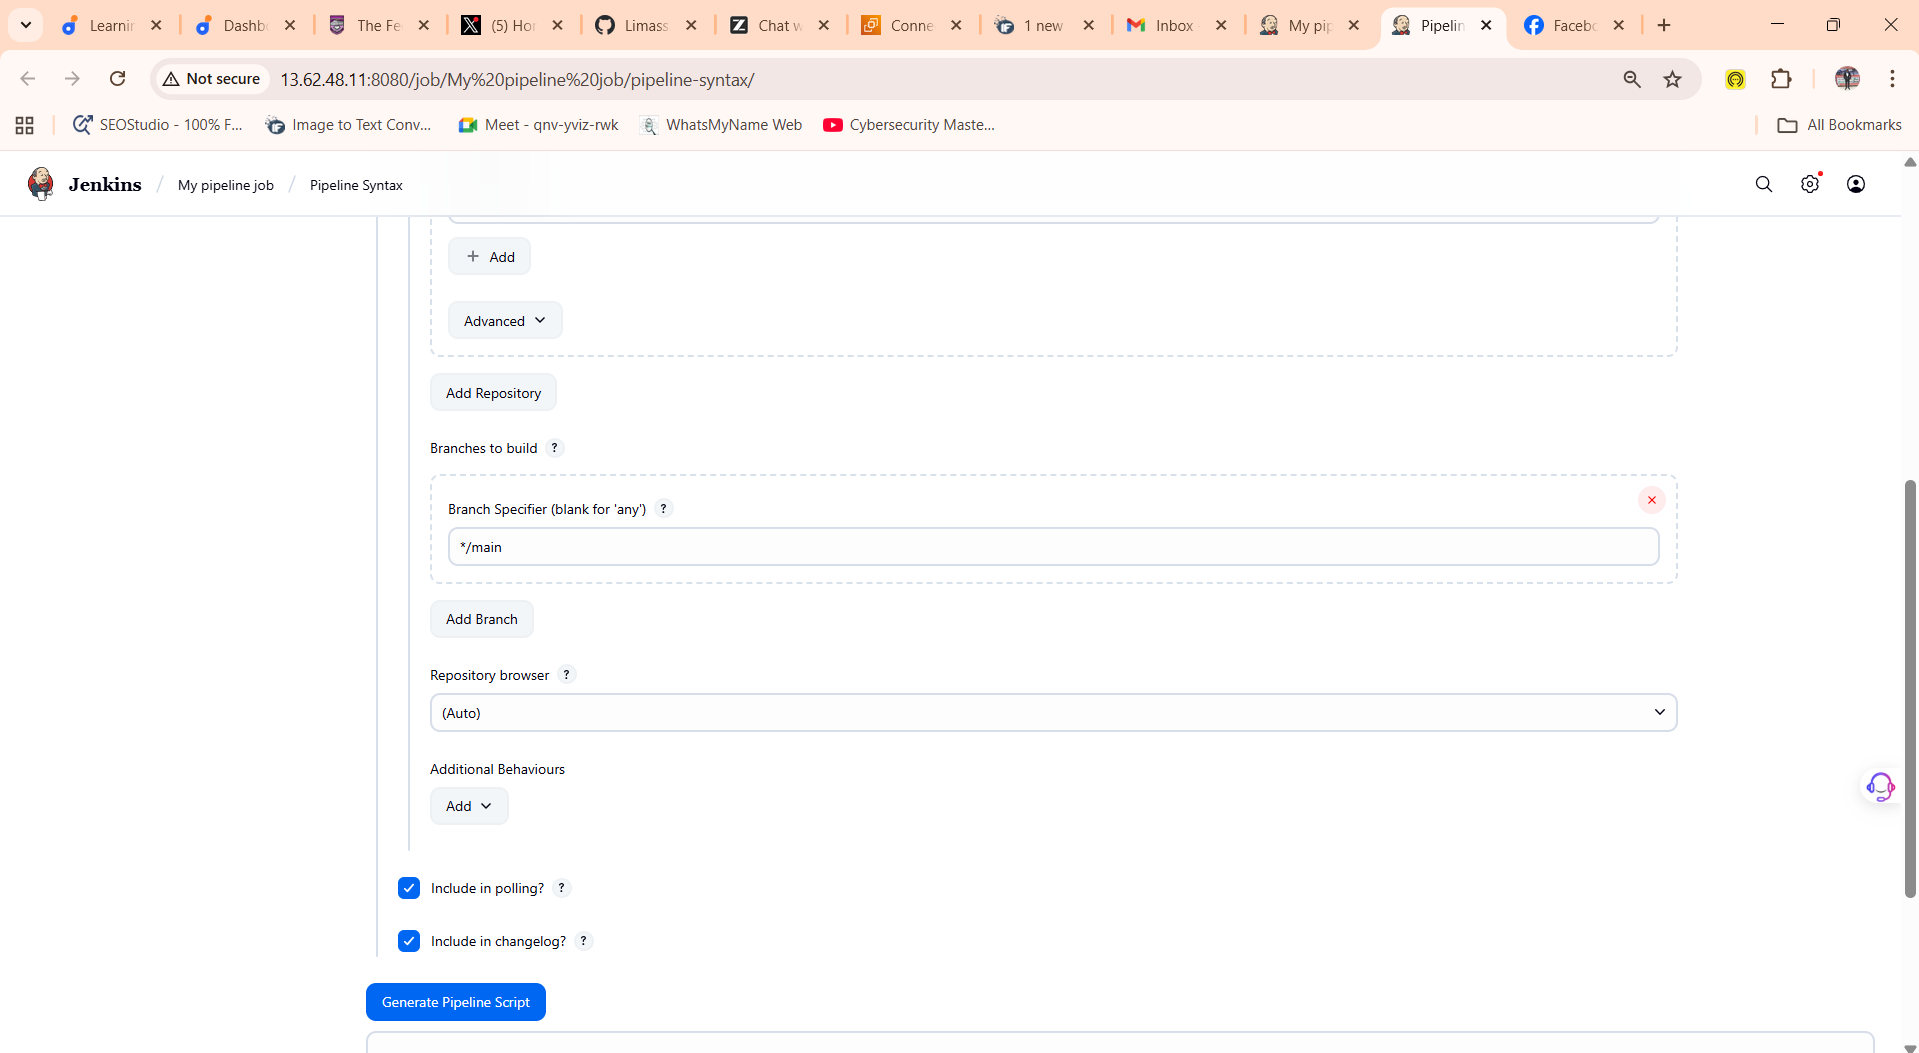 Learnin
Dashbo
The Fe
(5) Hor
Limass
Chat w
Conne
1 new
Inbox
My pip
Pipelin
Facebo
Not secure
13.62.48.11:8080/job/My%20pipeline%20job/pipeline-syntax/
SEOStudio - 100% F...
Image to Text Conv...
Meet - qnv-yviz-rwk
WhatsMyName Web
Cybersecurity Maste...
All Bookmarks
Jenkins / My pipeline job / Pipeline Syntax
+ Add
Advanced
Add Repository
Branches to build ?
Branch Specifier (blank for 'any') ?
*/main
Add Branch
Repository browser ?
(Auto)
Additional Behaviours
Add
Include in polling? ?
Include in changelog? ?
Generate Pipeline Script